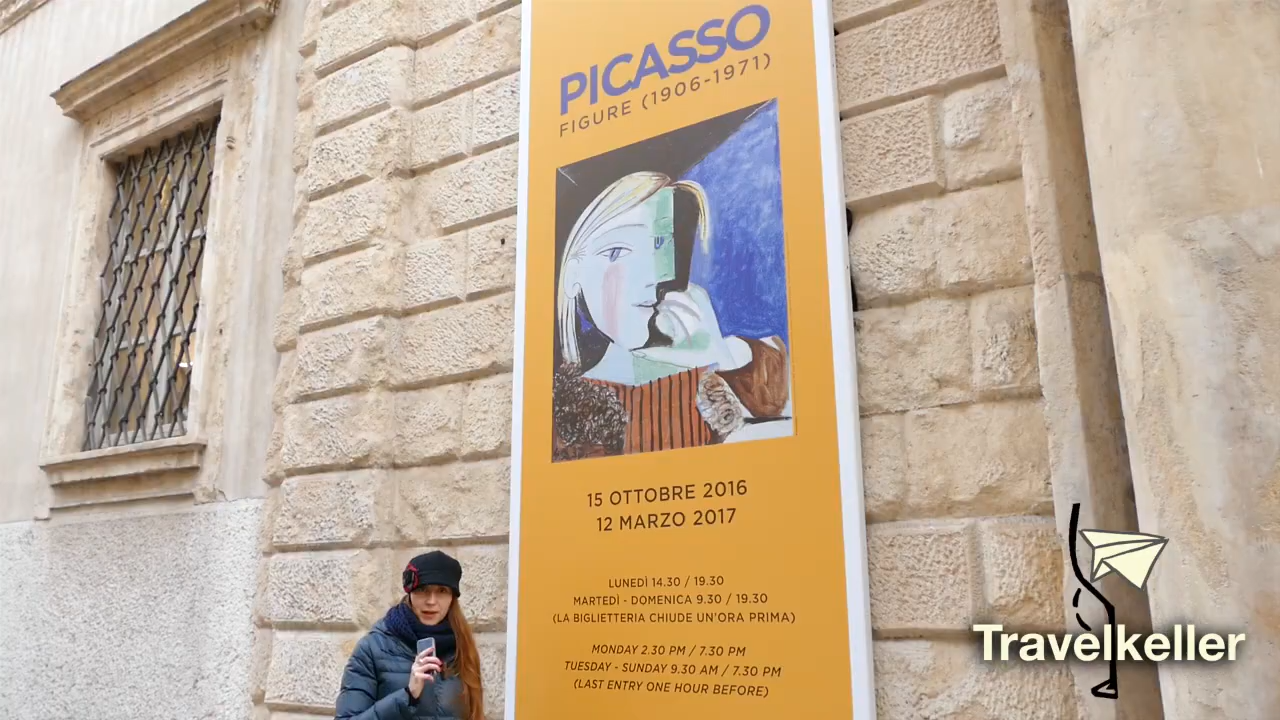 PICASSO
FIGURE (1906-1971)
15 OTTOBRE 2016
12 MARZO 2017
LUNEDÌ 14.30 / 19.30
MARTEDÌ - DOMENICA 9.30 / 19.30
(LA BIGLIETTERIA CHIUDE UN'ORA PRIMA)
MONDAY 2.30 PM / 7.30 PM
TUESDAY - SUNDAY 9.30 AM / 7.30 PM
(LAST ENTRY ONE HOUR BEFORE)
Travelkeller